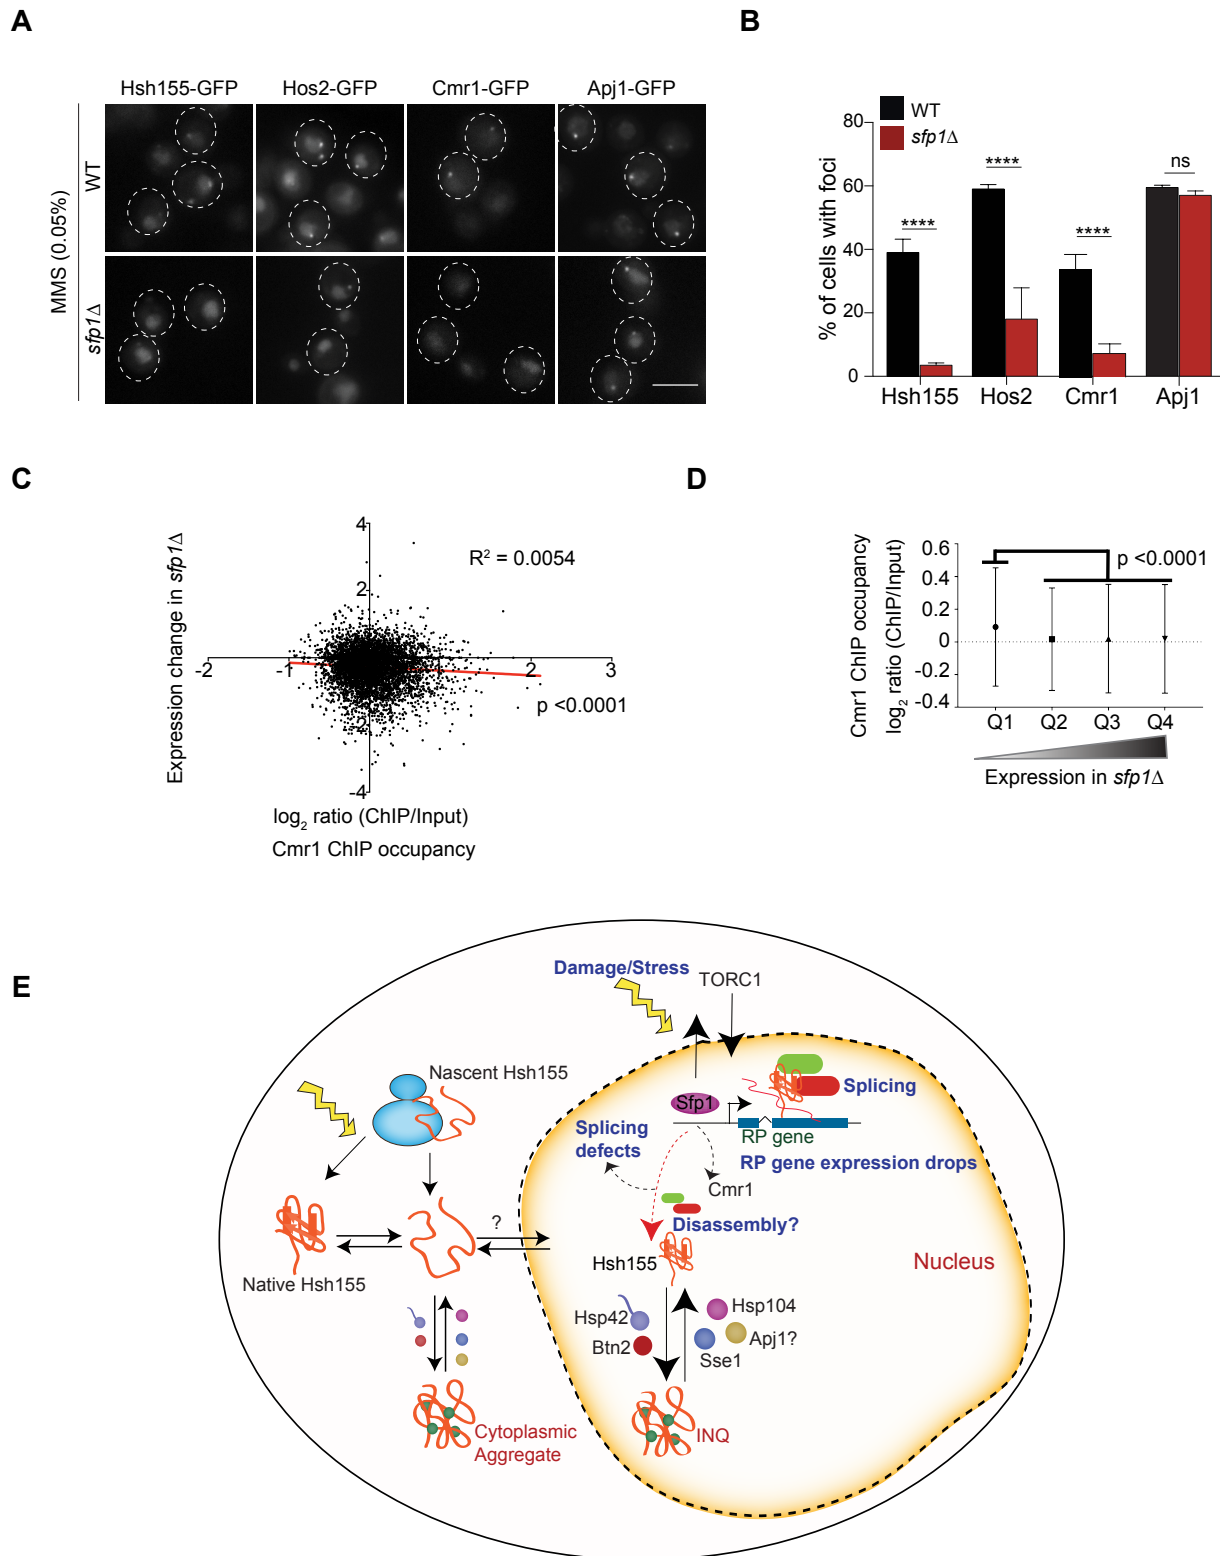 A
Hsh155-GFP Hos2-GFP Cmr1-GFP Apj1-GFP
MMS (0.05%)
WT
sfp1Δ
B
WT
sfp1Δ
% of cells with foci
80
60
40
20
0
****
****
****
ns
Hsh155 Hos2 Cmr1 Apj1
C
Expression change in sfp1Δ
4
2
-2
-4
-2 -1 1 2 3
R² = 0.0054
p <0.0001
log₂ ratio (ChIP/Input)
Cmr1 ChIP occupancy
D
Cmr1 ChIP occupancy
log₂ ratio (ChIP/Input)
0.6
0.4
0.2
0
-0.2
-0.4
p <0.0001
Q1 Q2 Q3 Q4
Expression in sfp1Δ
E
Damage/Stress
TORC1
Nascent Hsh155
Splicing
Sfp1
RP gene
Splicing
defects
RP gene expression drops
Cmr1
Disassembly?
?
Hsh155
Native Hsh155
Nucleus
Hsp42
Btn2
Hsp104
Apj1?
Sse1
Cytoplasmic
Aggregate
INQ